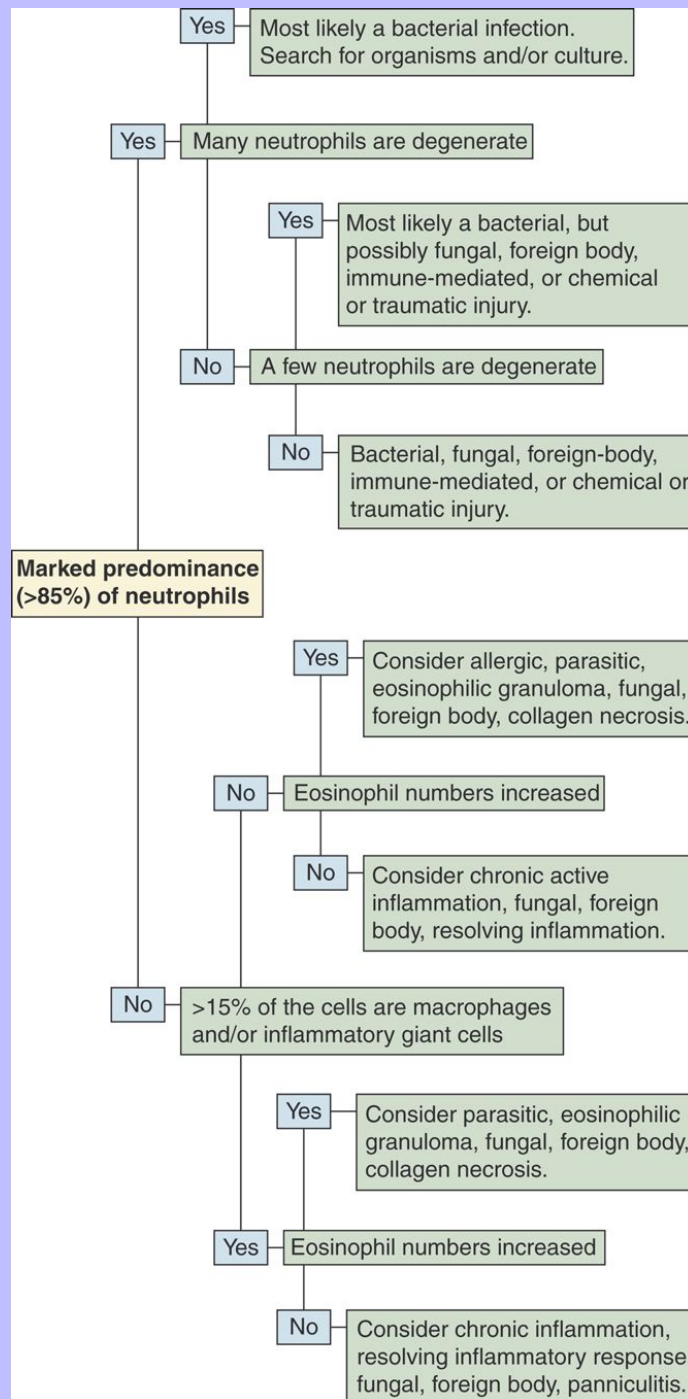 Yes
Most likely a bacterial infection.
Search for organisms and/or culture.
Yes
Many neutrophils are degenerate
Yes
Most likely a bacterial, but
possibly fungal, foreign body,
immune-mediated, or chemical
or traumatic injury.
No
A few neutrophils are degenerate
No
Bacterial, fungal, foreign-body,
immune-mediated, or chemical or
traumatic injury.
Marked predominance
(>85%) of neutrophils
Yes
Consider allergic, parasitic,
eosinophilic granuloma, fungal,
foreign body, collagen necrosis.
No
Eosinophil numbers increased
No
Consider chronic active
inflammation, fungal, foreign
body, resolving inflammation.
No
>15% of the cells are macrophages
and/or inflammatory giant cells
Yes
Consider parasitic, eosinophilic
granuloma, fungal, foreign body,
collagen necrosis.
Yes
Eosinophil numbers increased
No
Consider chronic inflammation,
resolving inflammatory response
fungal, foreign body, panniculitis.